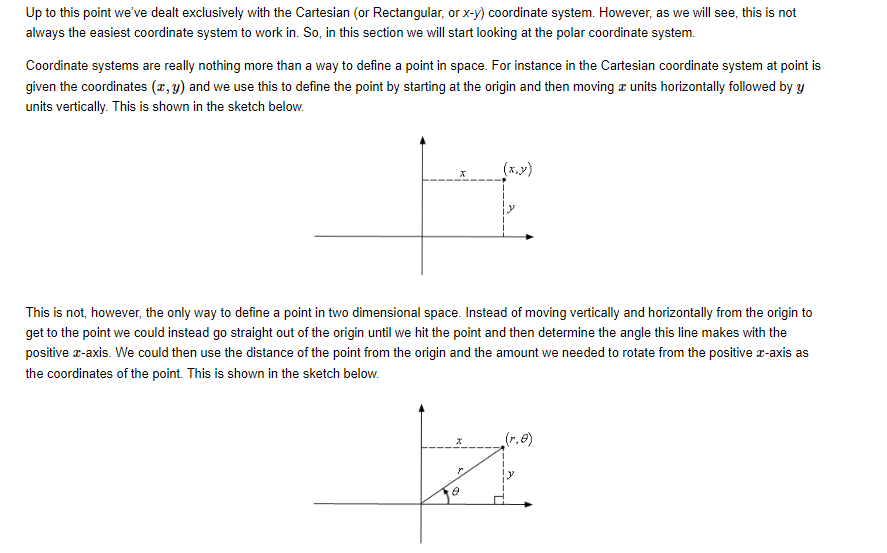 Up to this point we've dealt exclusively with the Cartesian (or Rectangular, or x-y) coordinate system. However, as we will see, this is not
always the easiest coordinate system to work in. So, in this section we will start looking at the polar coordinate system.
Coordinate systems are really nothing more than a way to define a point in space. For instance in the Cartesian coordinate system at point is
given the coordinates (x, y) and we use this to define the point by starting at the origin and then moving x units horizontally followed by y
units vertically. This is shown in the sketch below.
x
(x,y)
y
This is not, however, the only way to define a point in two dimensional space. Instead of moving vertically and horizontally from the origin to
get to the point we could instead go straight out of the origin until we hit the point and then determine the angle this line makes with the
positive x-axis. We could then use the distance of the point from the origin and the amount we needed to rotate from the positive x-axis as
the coordinates of the point. This is shown in the sketch below.
x
(r,θ)
r
y
θ